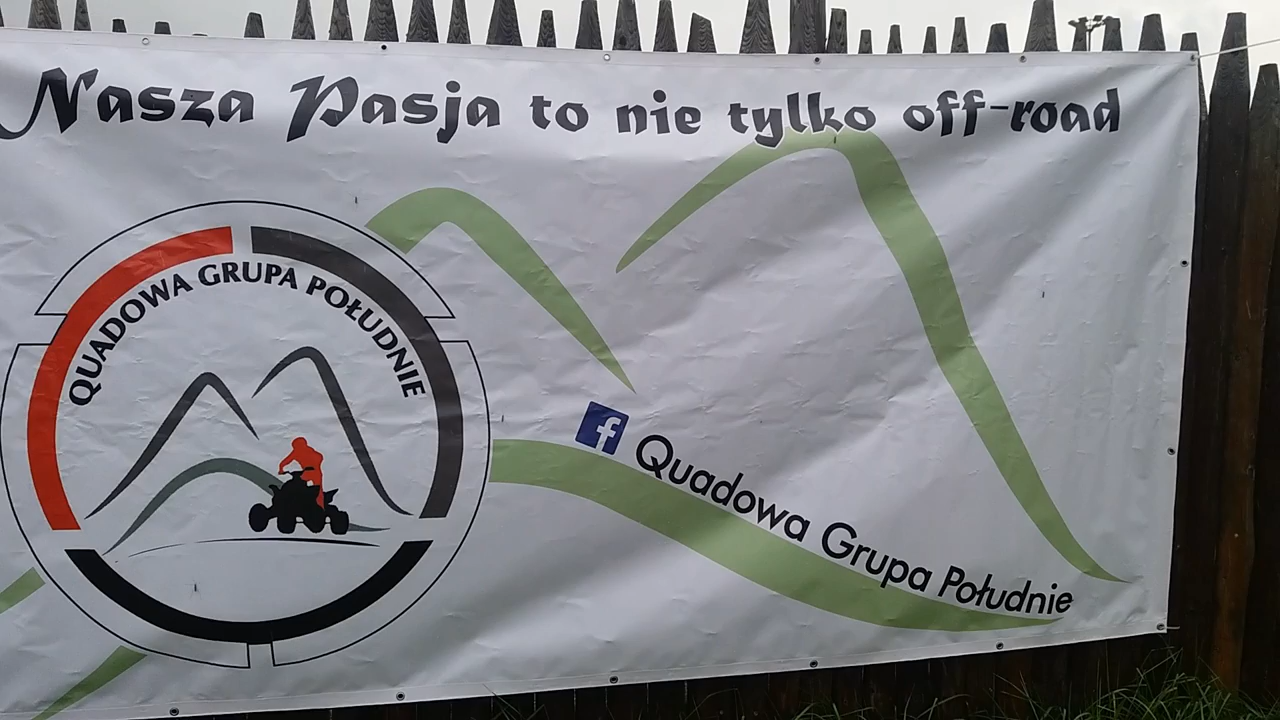 Nasza Pasja to nie tylko off-road
QUADOWA GRUPA POŁUDNIE
f Quadowa Grupa Południe